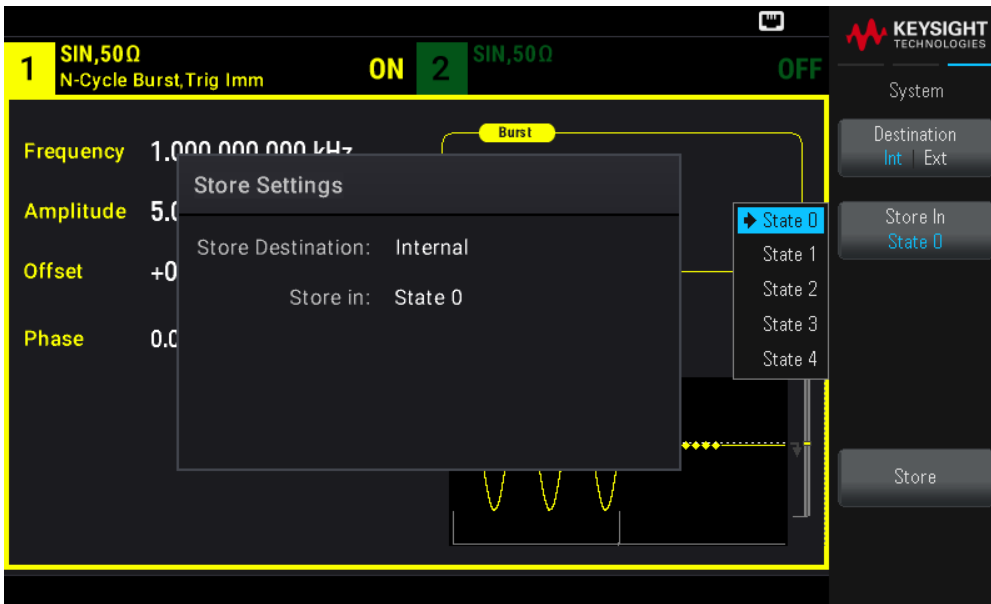 KEYSIGHT
TECHNOLOGIES
1 SIN,50Ω
N-Cycle Burst,Trig Imm
ON
2 SIN,50Ω
OFF
System
Burst
Frequency
Amplitude
Offset
Phase
Store Settings
Store Destination: Internal
Store in: State 0
State 0
State 1
State 2
State 3
State 4
Destination
Int | Ext
Store In
State 0
Store